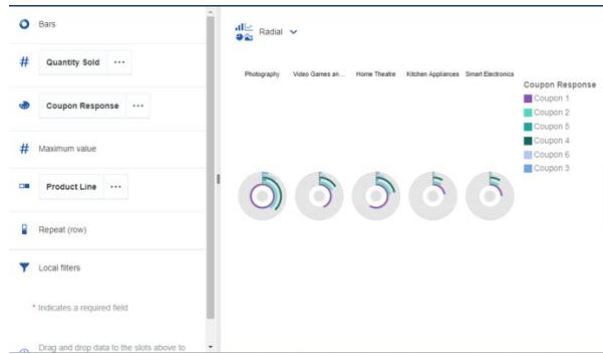 Bars
Quantity Sold
Coupon Response
Maximum value
Product Line
Repeat (row)
Local filters
* Indicates a required field
Drag and drop data to the slots above to
Radial
Photography
Video Games an...
Home Theatre
Kitchen Appliances
Smart Electronics
Coupon Response
Coupon 1
Coupon 2
Coupon 5
Coupon 4
Coupon 6
Coupon 3